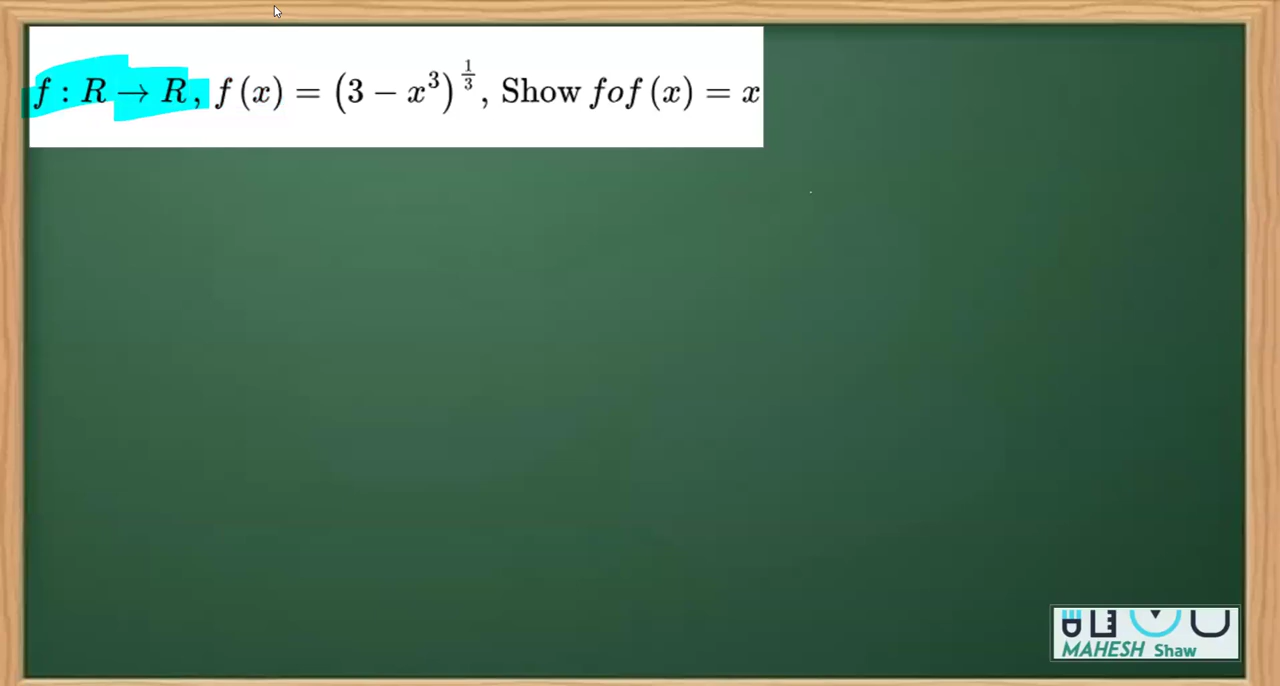 f : R → R, f (x) = (3 − x³)^{1/3}, Show fof (x) = x
MAHESH Shaw